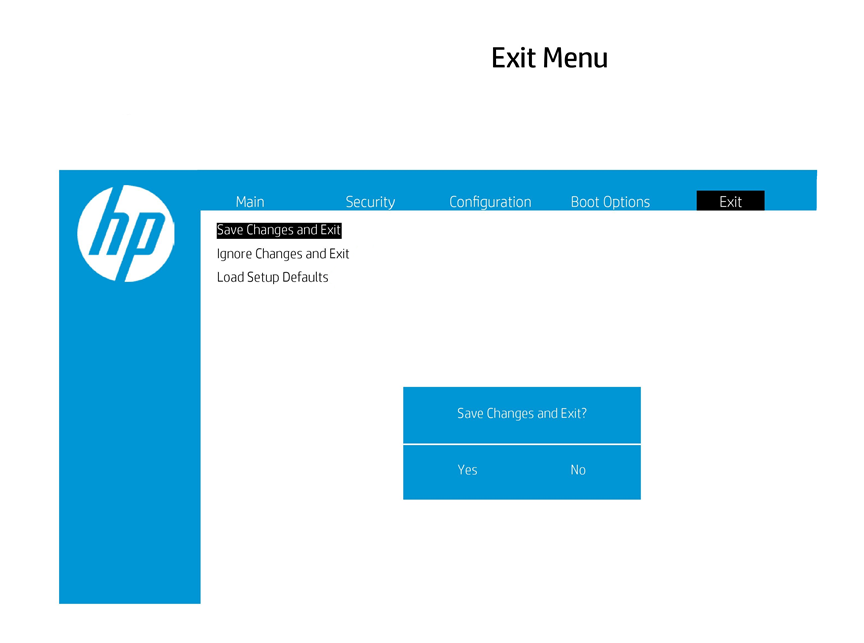 Exit Menu
hp
Main Security Configuration Boot Options Exit
Save Changes and Exit
Ignore Changes and Exit
Load Setup Defaults
Save Changes and Exit?
Yes No